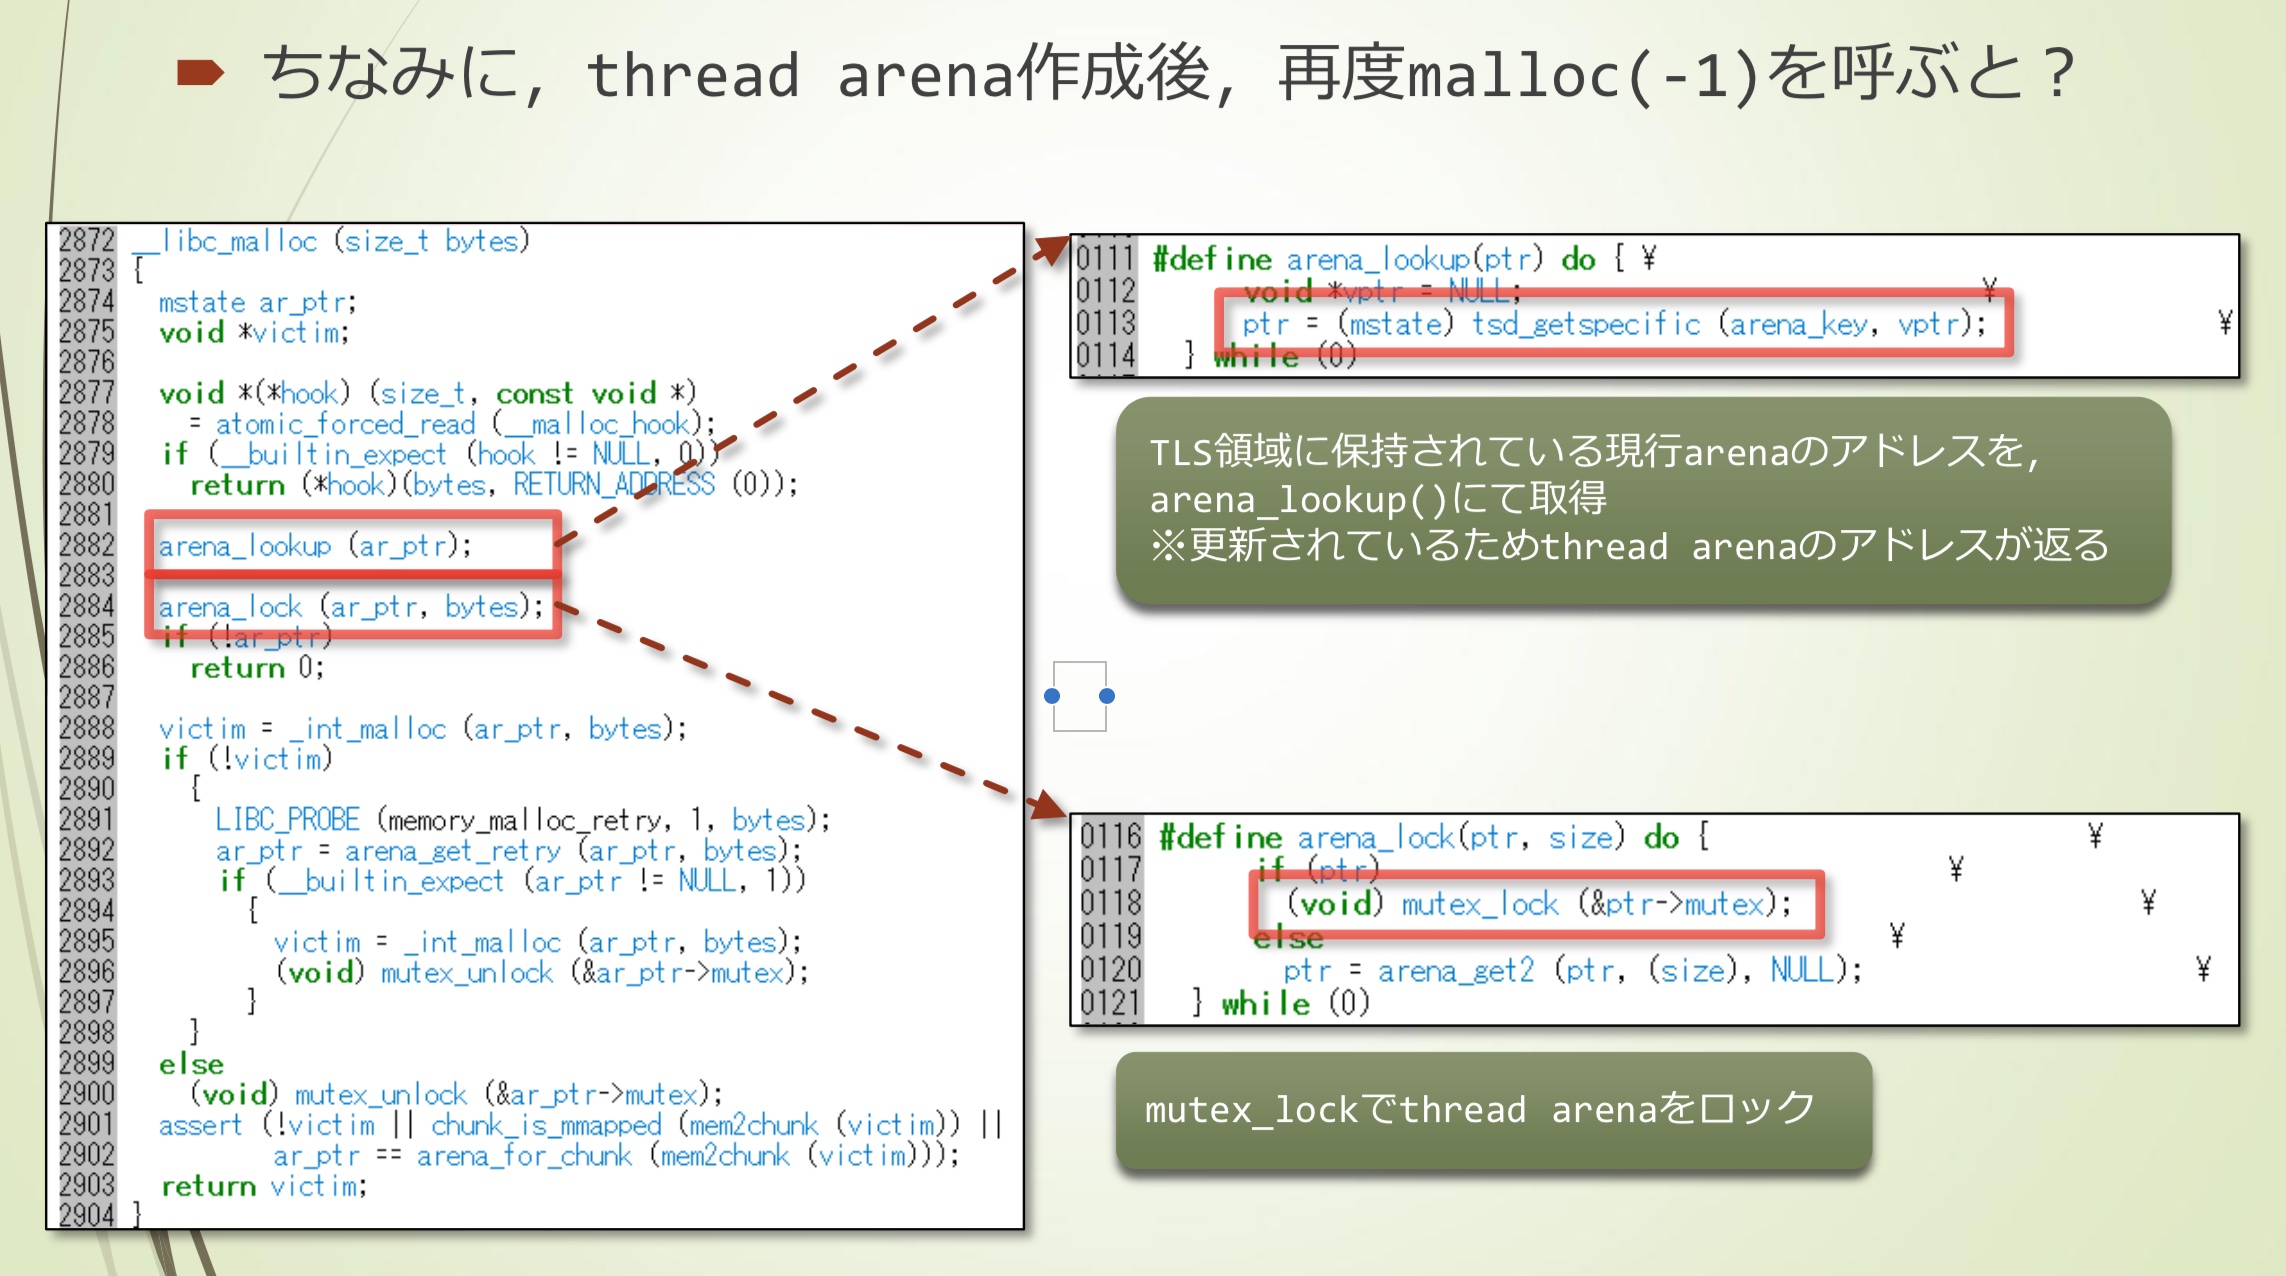 ちなみに, thread arena作成後, 再度malloc(-1)を呼ぶと？
2872 __libc_malloc (size_t bytes)
2873 {
2874 mstate ar_ptr;
2875 void *victim;
2876
2877 void *(*hook) (size_t, const void *)
2878 = atomic_forced_read (__malloc_hook);
2879 if (__builtin_expect (hook != NULL, 0))
2880 return (*hook)(bytes, RETURN_ADDRESS (0));
2881
2882 arena_lookup (ar_ptr);
2883
2884 arena_lock (ar_ptr, bytes);
2885 if (!ar_ptr)
2886 return 0;
2887
2888 victim = _int_malloc (ar_ptr, bytes);
2889 if (!victim)
2890 {
2891 LIBC_PROBE (memory_malloc_retry, 1, bytes);
2892 ar_ptr = arena_get_retry (ar_ptr, bytes);
2893 if (__builtin_expect (ar_ptr != NULL, 1))
2894 {
2895 victim = _int_malloc (ar_ptr, bytes);
2896 (void) mutex_unlock (&ar_ptr->mutex);
2897 }
2898 }
2899 else
2900 (void) mutex_unlock (&ar_ptr->mutex);
2901 assert (!victim || chunk_is_mmapped (mem2chunk (victim)) ||
2902 ar_ptr == arena_for_chunk (mem2chunk (victim)));
2903 return victim;
2904 }
0111 #define arena_lookup(ptr) do { ¥
0112 void *vptr = NULL; ¥
0113 ptr = (mstate) tsd_getspecific (arena_key, vptr); ¥
0114 } while (0)
TLS領域に保持されている現行arenaのアドレスを,
arena_lookup()にて取得
※更新されているためthread arenaのアドレスが返る
0116 #define arena_lock(ptr, size) do { ¥
0117 if (ptr) ¥
0118 (void) mutex_lock (&ptr->mutex); ¥
0119 else ¥
0120 ptr = arena_get2 (ptr, (size), NULL); ¥
0121 } while (0)
mutex_lockでthread arenaをロック